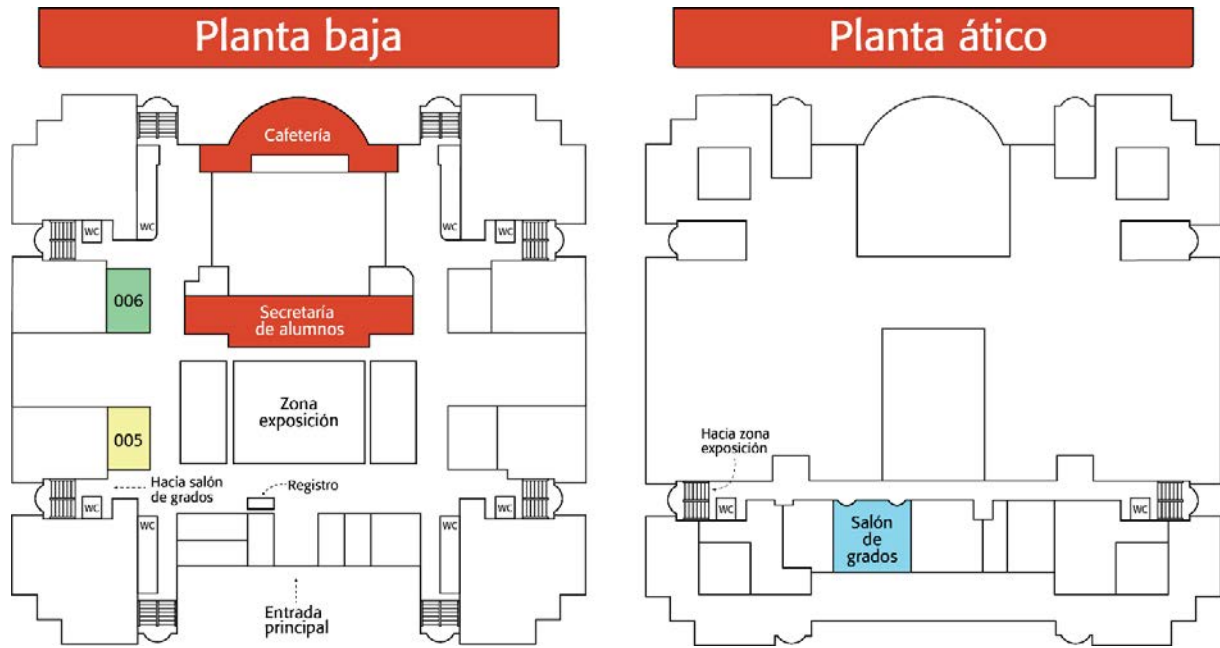 Planta baja
Cafetería
WC
WC
WC
WC
006
Secretaría
de alumnos
Zona
exposición
005
Hacia salón
de grados
Registro
WC
WC
WC
WC
Entrada
principal
Planta ático
Hacia zona
exposición
WC
WC
Salón
de
grados